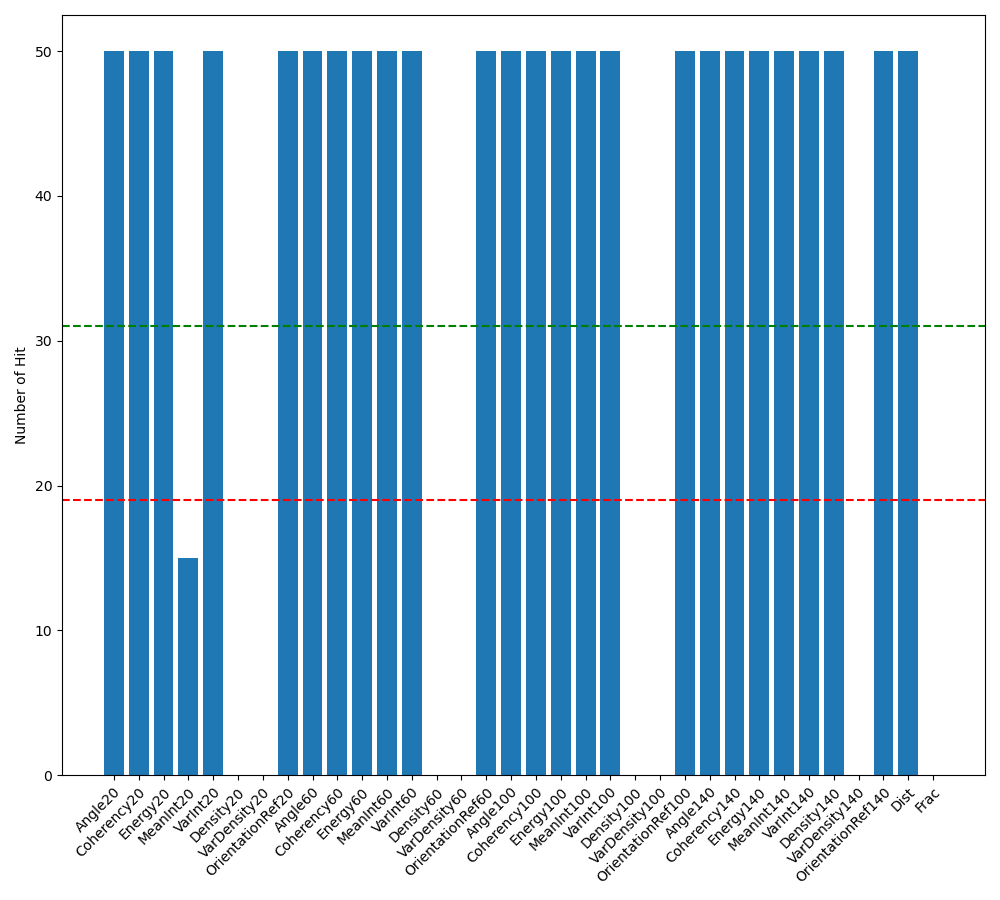 50
40
30
20
10
0
Number of Hit
Angle20
Coherency20
Energy20
MeanInt20
VarInt20
Density20
VarDensity20
OrientationRef20
Angle60
Coherency60
Energy60
MeanInt60
VarInt60
Density60
VarDensity60
OrientationRef60
Angle100
Coherency100
Energy100
MeanInt100
VarInt100
Density100
VarDensity100
OrientationRef100
Angle140
Coherency140
Energy140
MeanInt140
VarInt140
Density140
VarDensity140
OrientationRef140
Dist
Frac